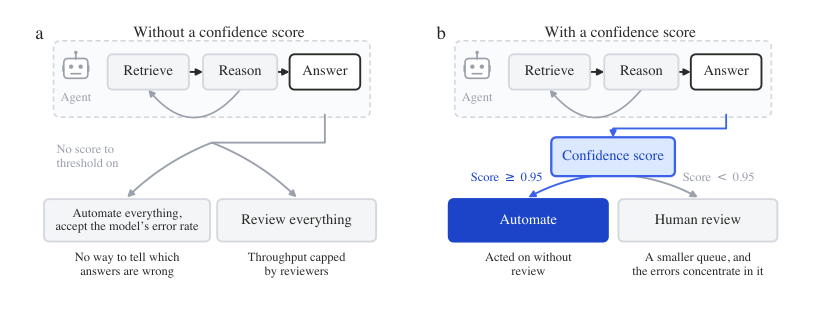 a
Without a confidence score
Retrieve
Reason
Answer
Agent
No score to
threshold on
Automate everything,
accept the model's error rate
Review everything
No way to tell which
answers are wrong
Throughput capped
by reviewers
b
With a confidence score
Retrieve
Reason
Answer
Agent
Confidence score
Score ≥ 0.95
Score < 0.95
Automate
Human review
Acted on without
review
A smaller queue, and
the errors concentrate in it